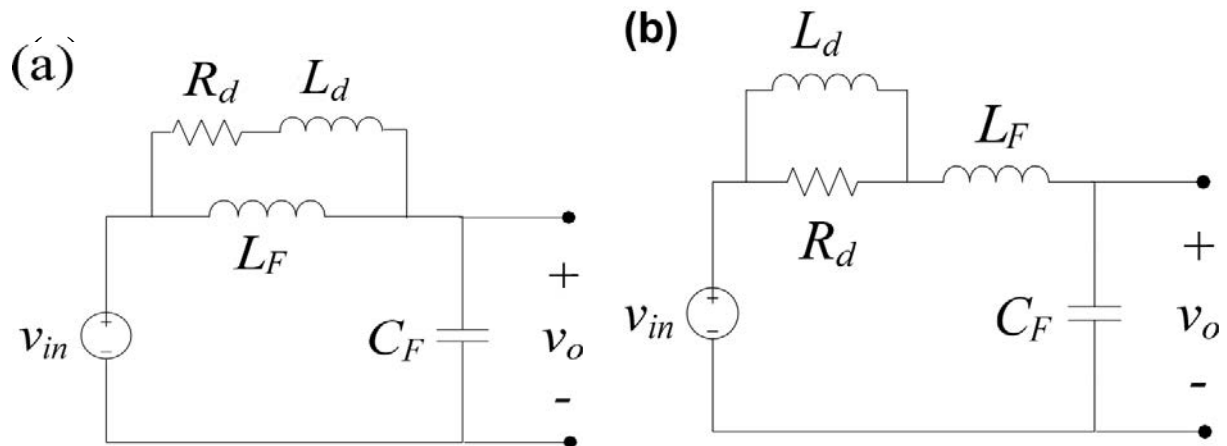 (a)
R_d
L_d
L_F
v_in
+
-
C_F
+
v_o
-
(b)
L_d
L_F
R_d
v_in
+
-
C_F
+
v_o
-